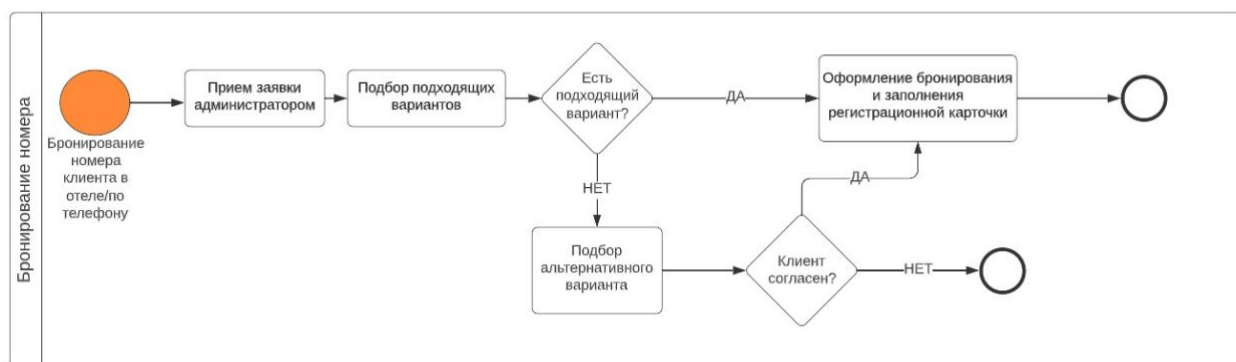 Бронирование номера
Бронирование
номера
клиента в
отеле/по
телефону
Прием заявки
администратором
Подбор подходящих
вариантов
Есть
подходящий
вариант?
ДА
Оформление бронирования
и заполнения
регистрационной карточки
НЕТ
Подбор
альтернативного
варианта
Клиент
согласен?
ДА
НЕТ